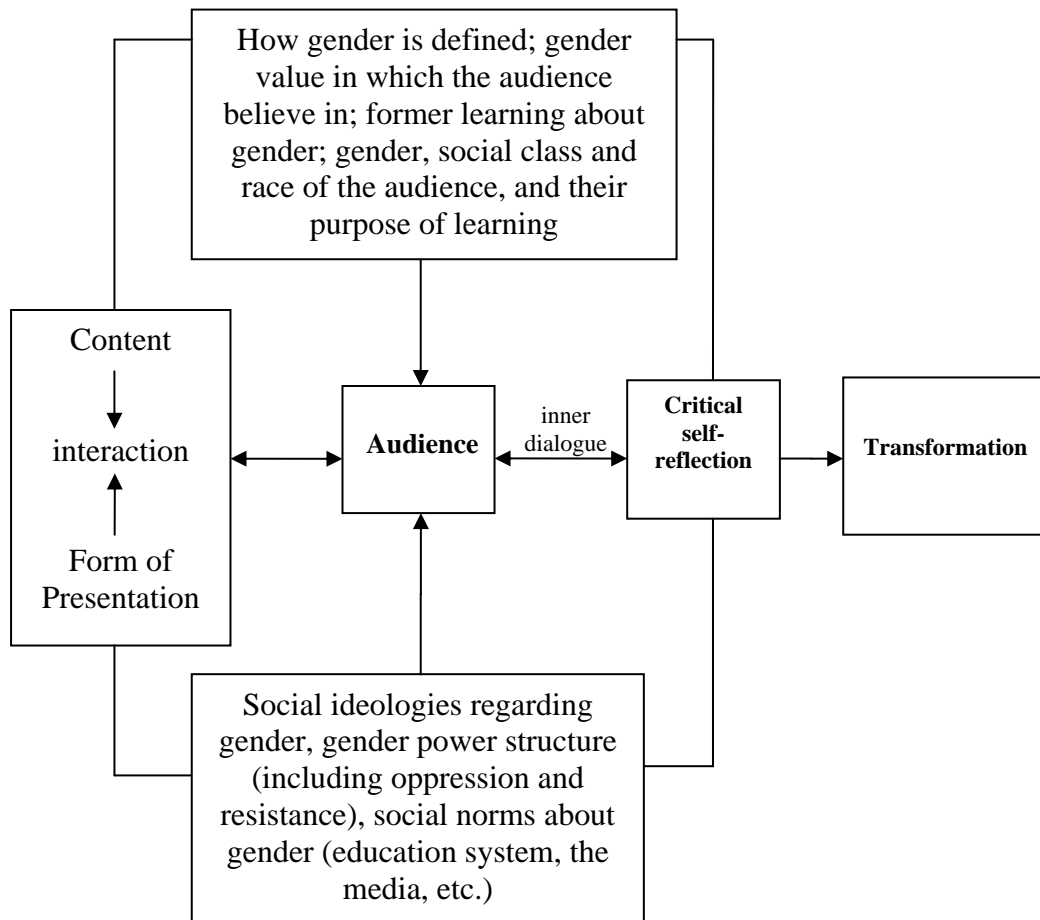 How gender is defined; gender
value in which the audience
believe in; former learning about
gender; gender, social class and
race of the audience, and their
purpose of learning
Content
interaction
Form of
Presentation
Audience
inner
dialogue
Critical
self-
reflection
Transformation
Social ideologies regarding
gender, gender power structure
(including oppression and
resistance), social norms about
gender (education system, the
media, etc.)